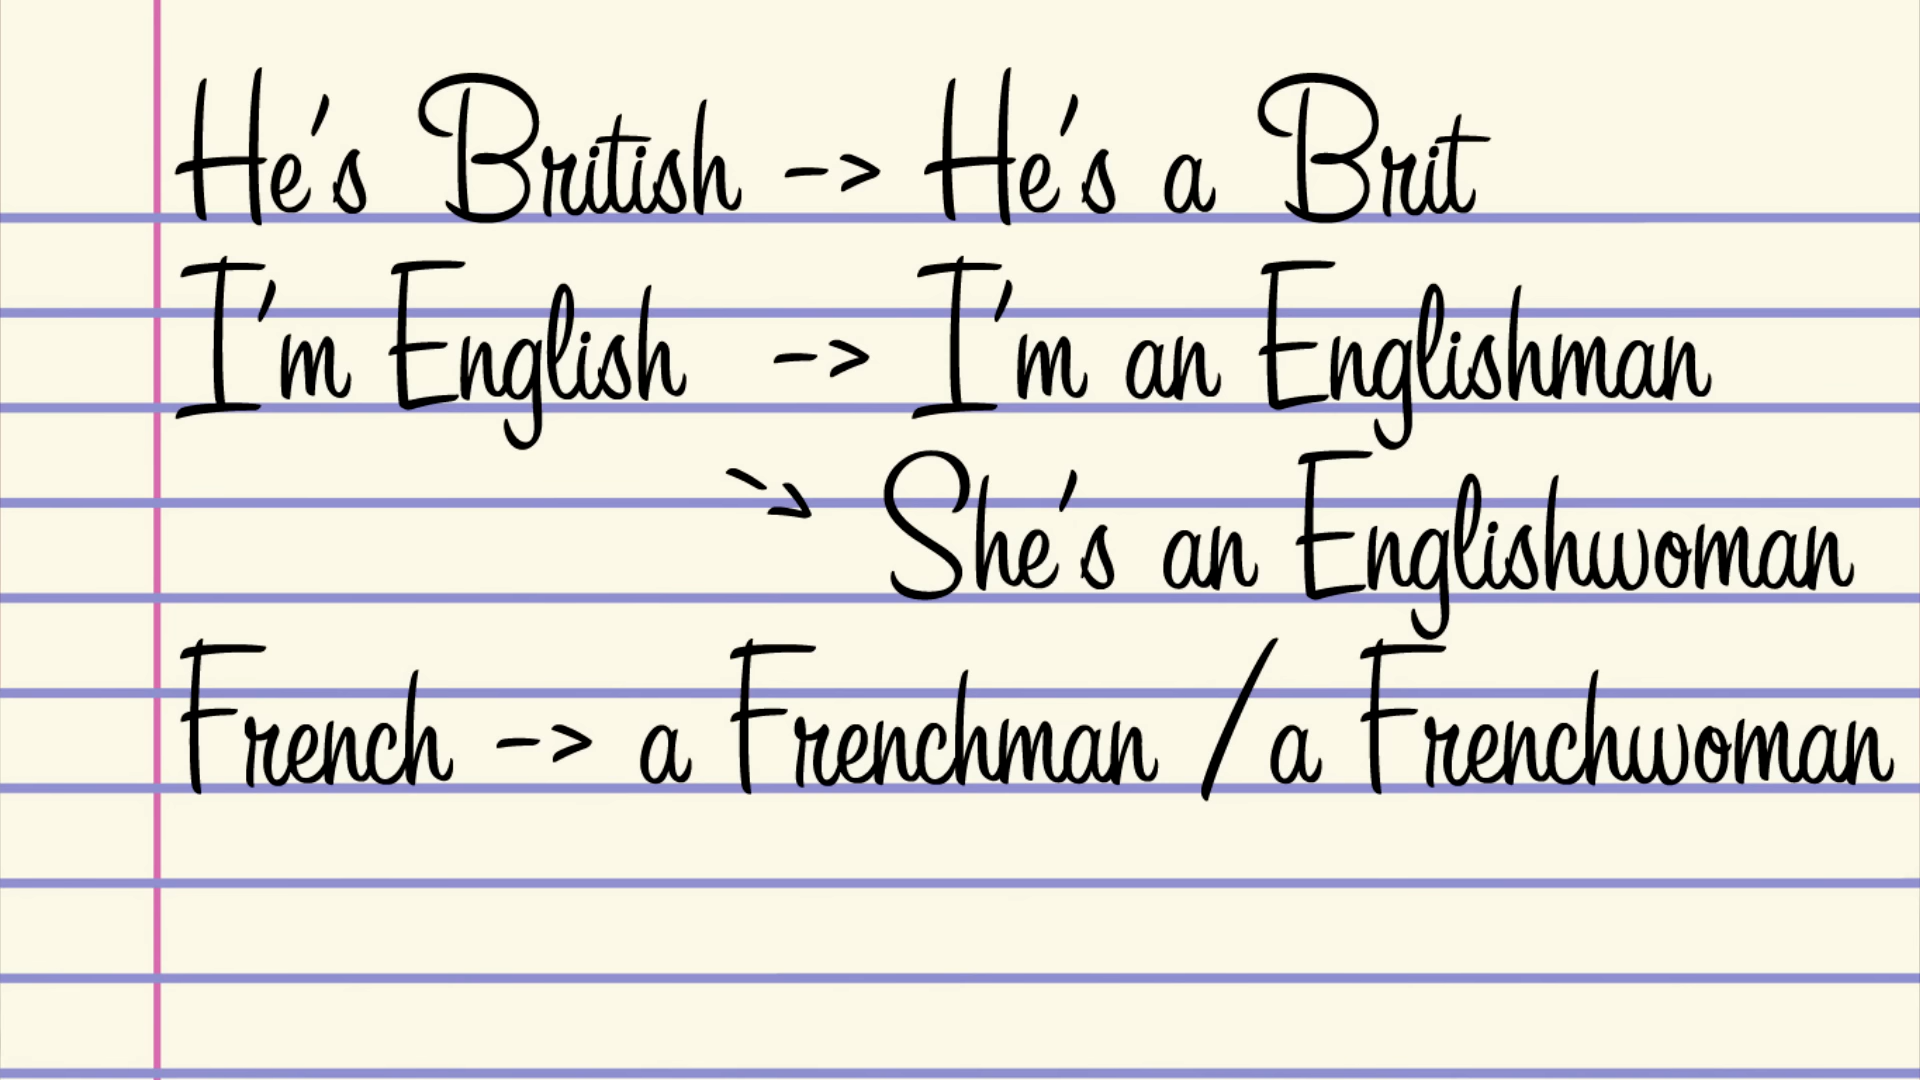 He's British -> He's a Brit
I'm English -> I'm an Englishman
-> She's an Englishwoman
French -> a Frenchman / a Frenchwoman